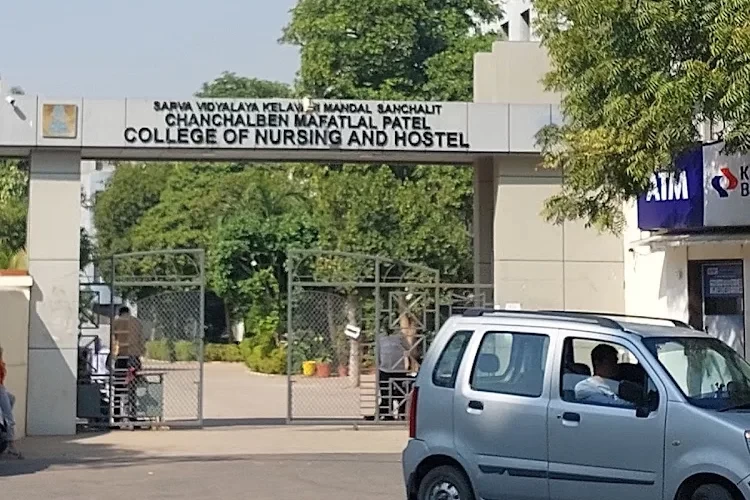 SARVA VIDYALAYA KELAVANI MANDAL SANCHALIT
CHANCHALBEN MAFATLAL PATEL
COLLEGE OF NURSING AND HOSTEL
ATM